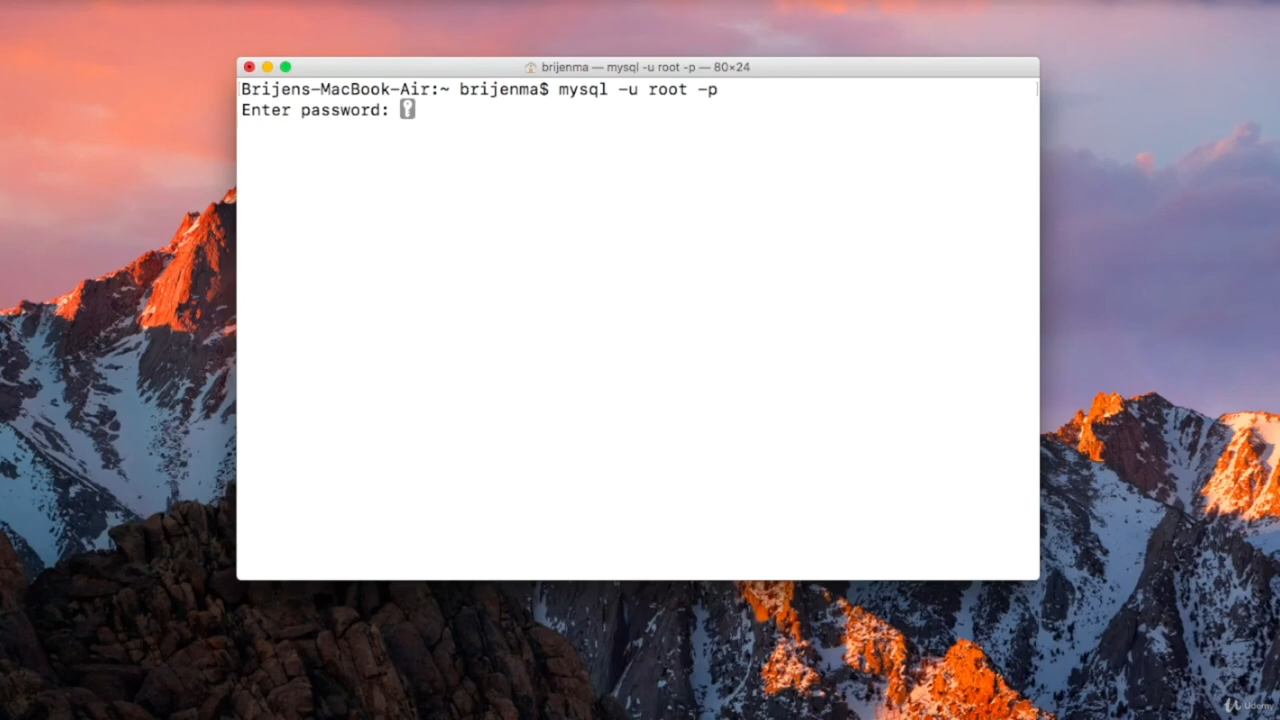 brijenma — mysql -u root -p — 80×24
Brijens-MacBook-Air:~ brijenma$ mysql -u root -p
Enter password:
Udemy